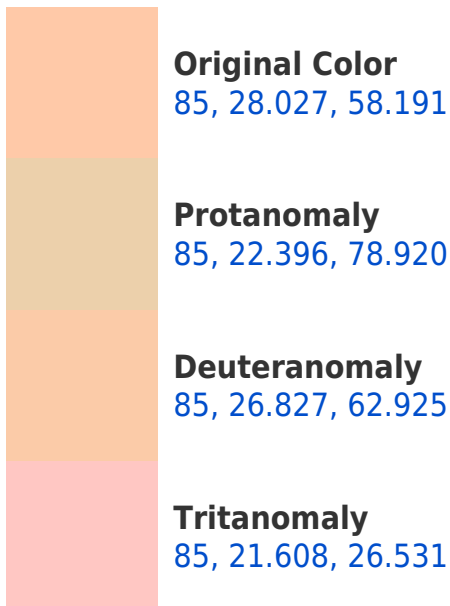 Original Color
85, 28.027, 58.191
Protanomaly
85, 22.396, 78.920
Deuteranomaly
85, 26.827, 62.925
Tritanomaly
85, 21.608, 26.531